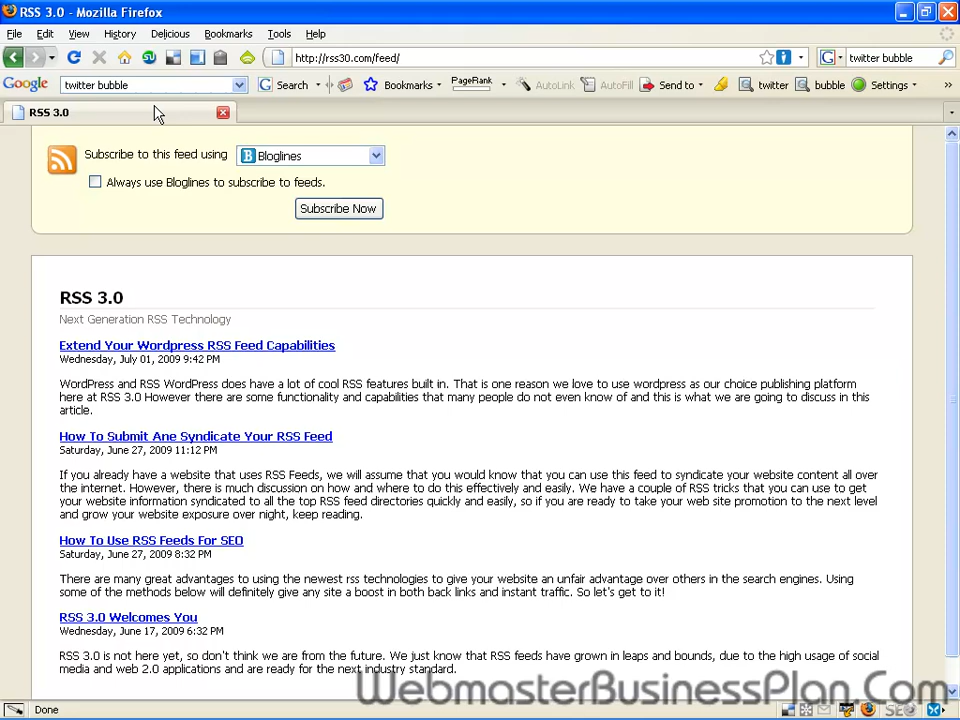 RSS 3.0 - Mozilla Firefox
File Edit View History Delicious Bookmarks Tools Help
http://rss30.com/feed/ G twitter bubble
Google twitter bubble G Search Bookmarks PageRank AutoLink AutoFill Send to twitter bubble Settings »
RSS 3.0
Subscribe to this feed using B Bloglines
Always use Bloglines to subscribe to feeds.
Subscribe Now
RSS 3.0
Next Generation RSS Technology
Extend Your Wordpress RSS Feed Capabilities
Wednesday, July 01, 2009 9:42 PM
WordPress and RSS WordPress does have a lot of cool RSS features built in. That is one reason we love to use wordpress as our choice publishing platform
here at RSS 3.0 However there are some functionality and capabilities that many people do not even know of and this is what we are going to discuss in this
article.
How To Submit Ane Syndicate Your RSS Feed
Saturday, June 27, 2009 11:12 PM
If you already have a website that uses RSS Feeds, we will assume that you would know that you can use this feed to syndicate your website content all over
the internet. However, there is much discussion on how and where to do this effectively and easily. We have a couple of RSS tricks that you can use to get
your website information syndicated to all the top RSS feed directories quickly and easily, so if you are ready to take your web site promotion to the next level
and grow your website exposure over night, keep reading.
How To Use RSS Feeds For SEO
Saturday, June 27, 2009 8:32 PM
There are many great advantages to using the newest rss technologies to give your website an unfair advantage over others in the search engines. Using
some of the methods below will definitely give any site a boost in both back links and instant traffic. So let's get to it!
RSS 3.0 Welcomes You
Wednesday, June 17, 2009 6:32 PM
RSS 3.0 is not here yet, so don't think we are from the future. We just know that RSS feeds have grown in leaps and bounds, due to the high usage of social
media and web 2.0 applications and are ready for the next industry standard.
WebmasterBusinessPlan.Com
Done SEO